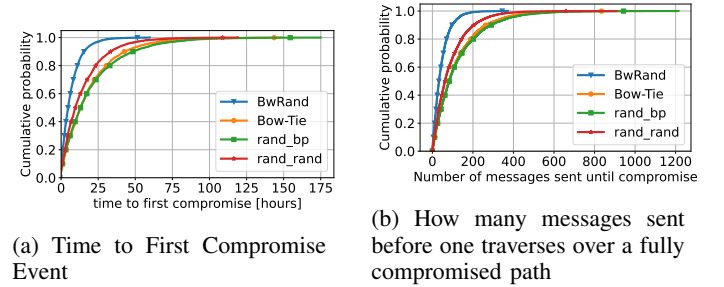 Cumulative probability
1.0
0.8
0.6
0.4
0.2
0.0
BwRand
Bow-Tie
rand_bp
rand_rand
0 25 50 75 100 125 150 175
time to first compromise [hours]
(a) Time to First Compromise
Event
Cumulative probability
1.0
0.8
0.6
0.4
0.2
0.0
BwRand
Bow-Tie
rand_bp
rand_rand
0 200 400 600 800 1000 1200
Number of messages sent until compromise
(b) How many messages sent
before one traverses over a fully
compromised path